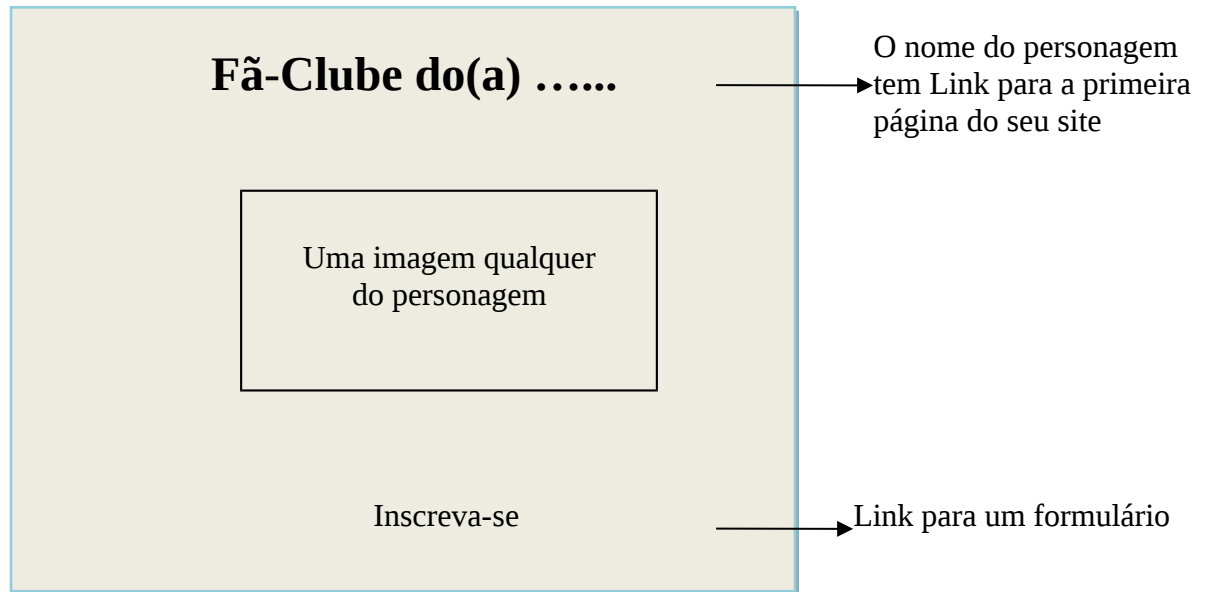 Fã-Clube do(a) …...
O nome do personagem
tem Link para a primeira
página do seu site
Uma imagem qualquer
do personagem
Inscreva-se
Link para um formulário